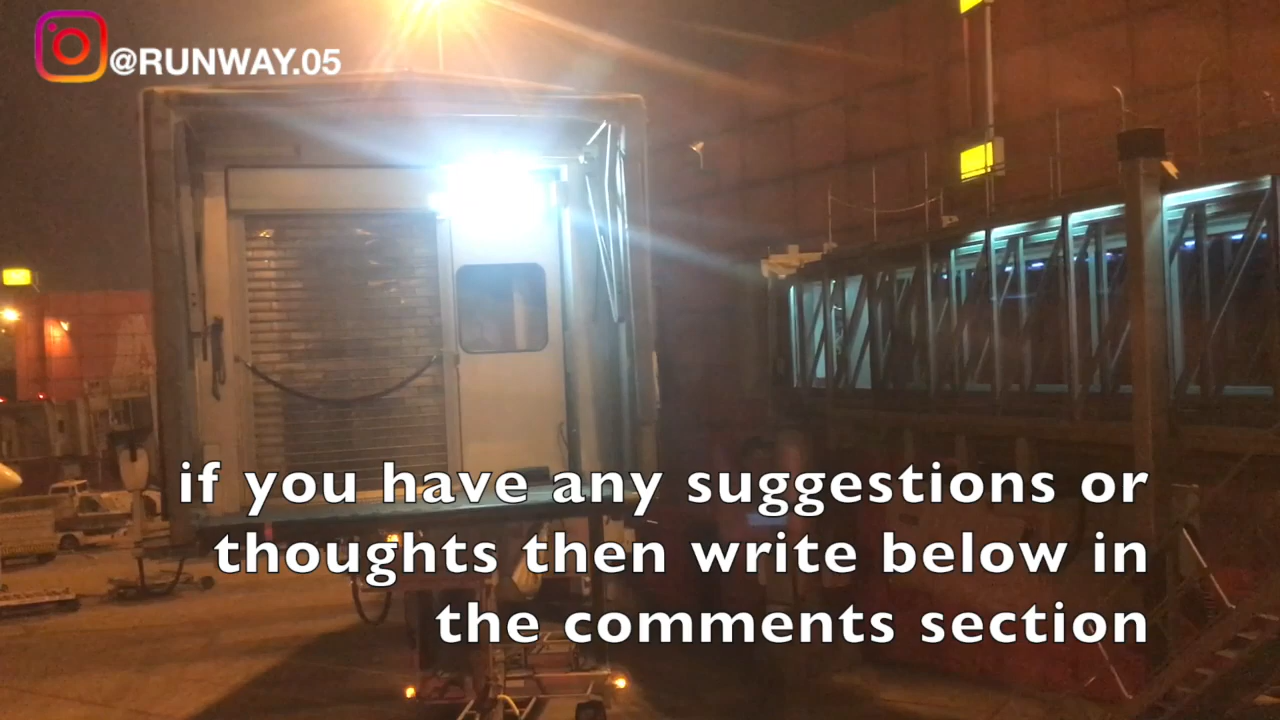 @RUNWAY.05
if you have any suggestions or
thoughts then write below in
the comments section